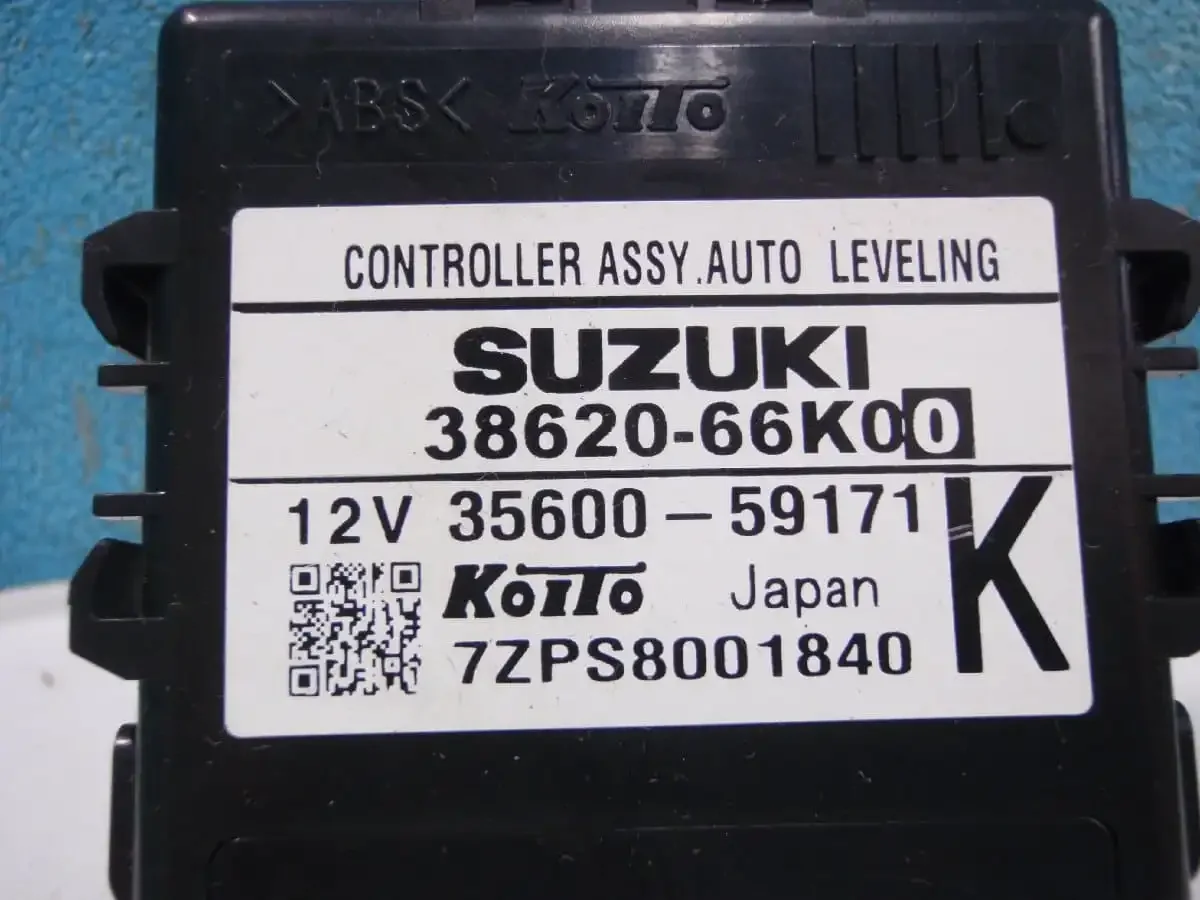 >ABS< KOITO
CONTROLLER ASSY.AUTO LEVELING
SUZUKI
38620-66K00
12V 35600-59171 K
KOITO Japan
7ZPS8001840